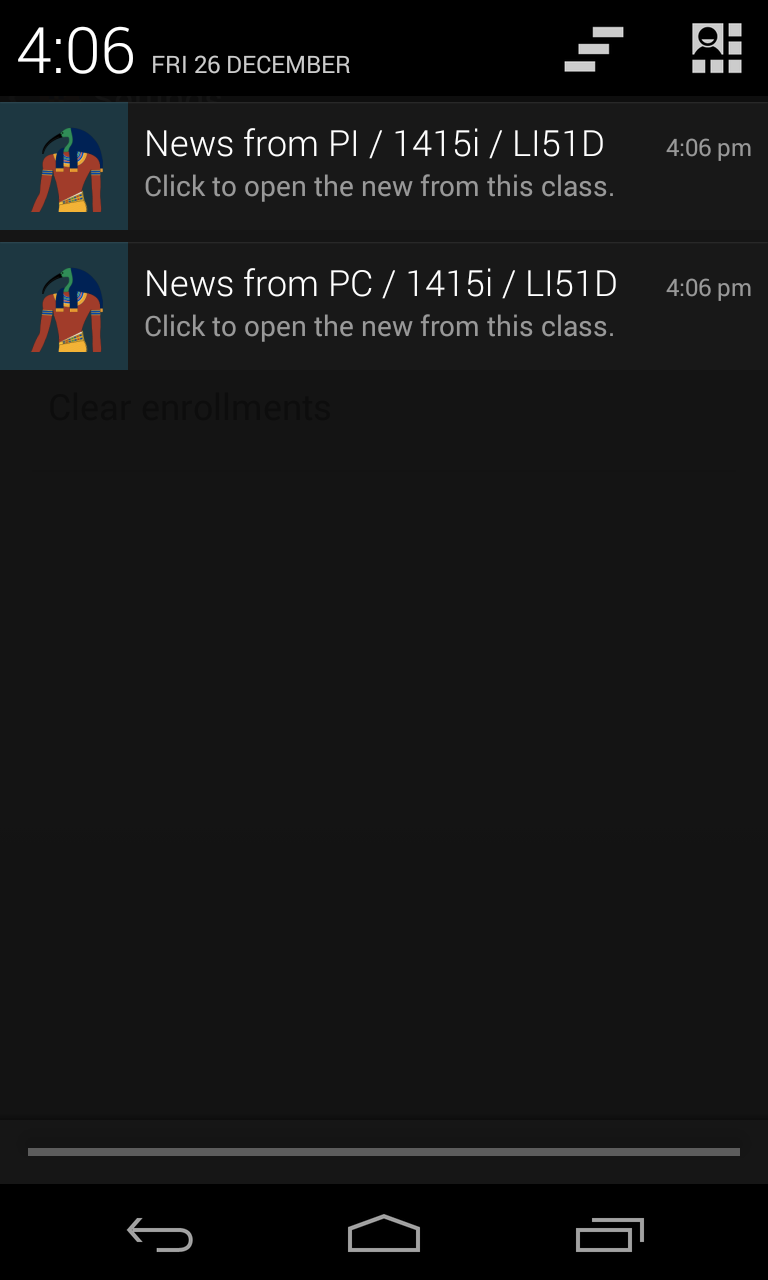 4:06 FRI 26 DECEMBER
News from PI / 1415i / LI51D 4:06 pm
Click to open the new from this class.
News from PC / 1415i / LI51D 4:06 pm
Click to open the new from this class.
Clear enrollments